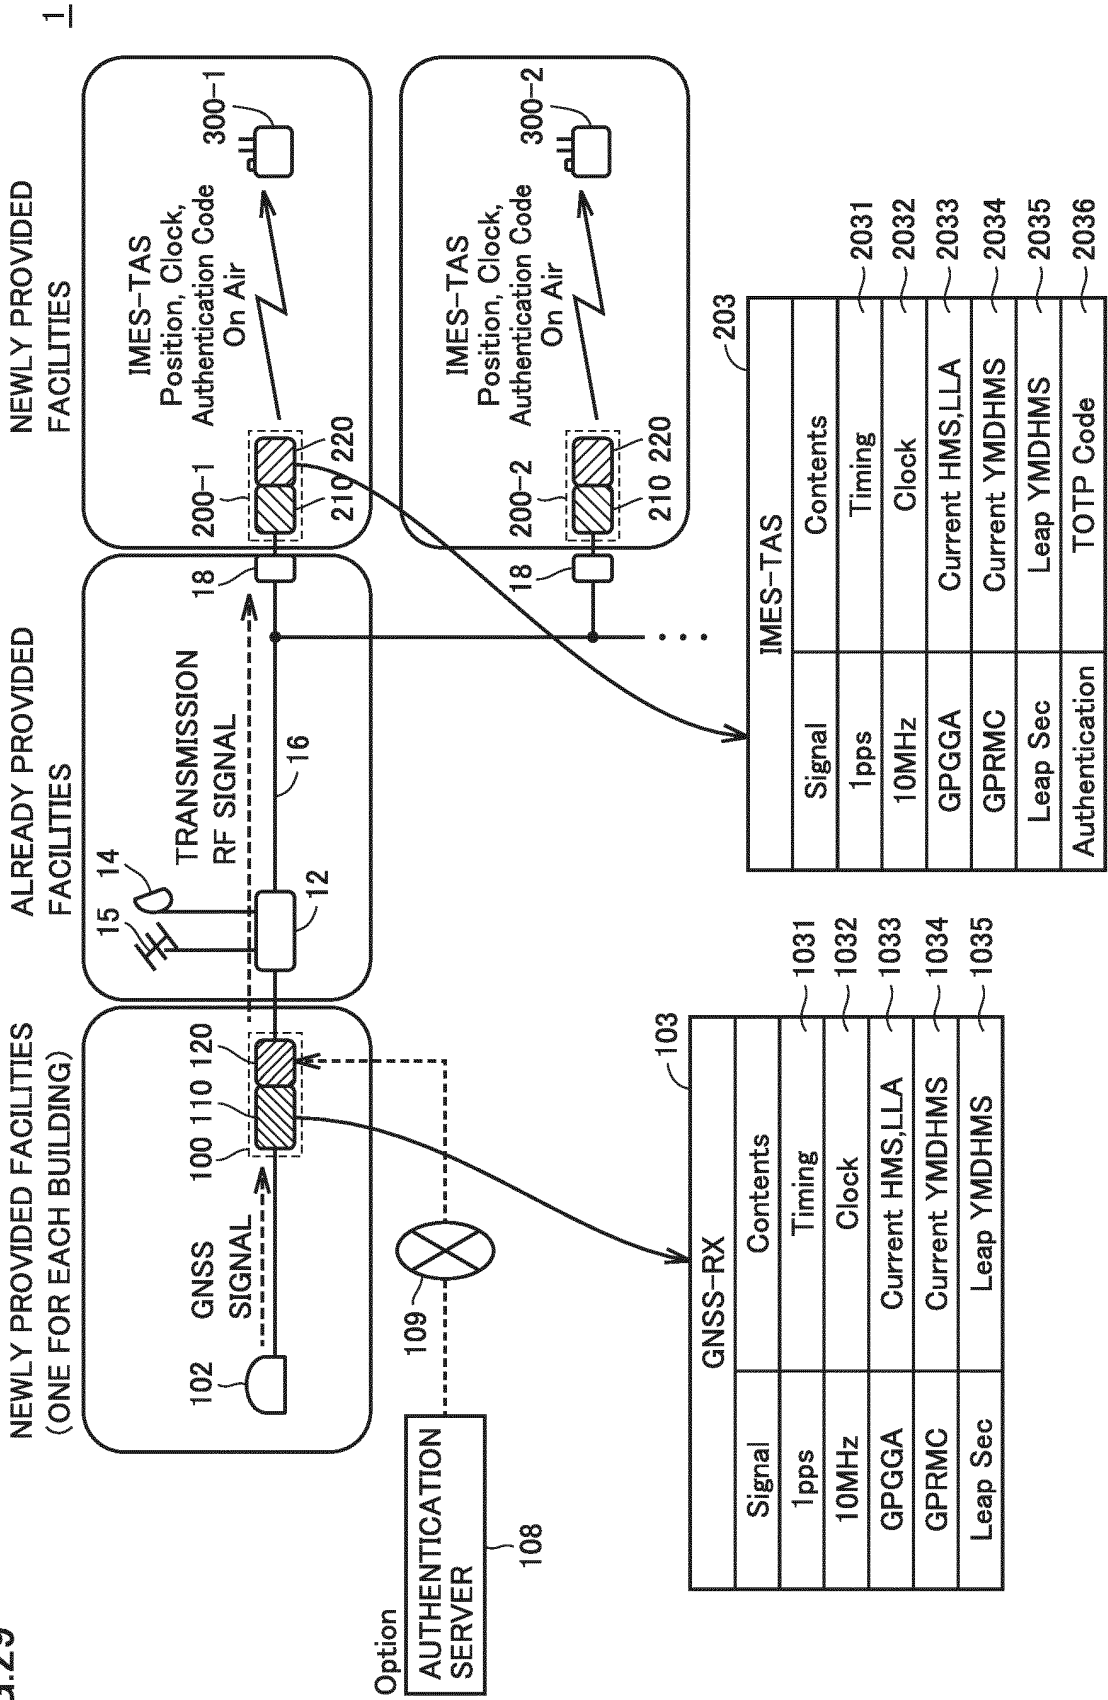 1
NEWLY PROVIDED FACILITIES
(ONE FOR EACH BUILDING)
ALREADY PROVIDED
FACILITIES
NEWLY PROVIDED
FACILITIES
102
GNSS
SIGNAL
100
110
120
15
14
12
TRANSMISSION
RF SIGNAL
16
18
200-1
210
220
IMES-TAS
Position, Clock,
Authentication Code
On Air
300-1
18
200-2
210
220
IMES-TAS
Position, Clock,
Authentication Code
On Air
300-2
Option
AUTHENTICATION
SERVER
108
109
103
GNSS-RX
Signal Contents
1pps Timing 1031
10MHz Clock 1032
GPGGA Current HMS,LLA 1033
GPRMC Current YMDHMS 1034
Leap Sec Leap YMDHMS 1035
203
IMES-TAS
Signal Contents
1pps Timing 2031
10MHz Clock 2032
GPGGA Current HMS,LLA 2033
GPRMC Current YMDHMS 2034
Leap Sec Leap YMDHMS 2035
Authentication TOTP Code 2036